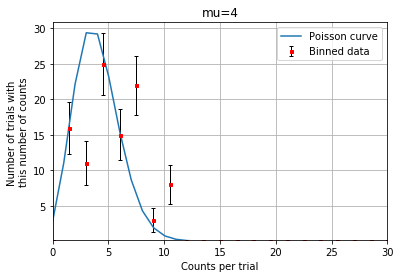 mu=4
Poisson curve
Binned data
Number of trials with
this number of counts
30
25
20
15
10
5
0 5 10 15 20 25 30
Counts per trial